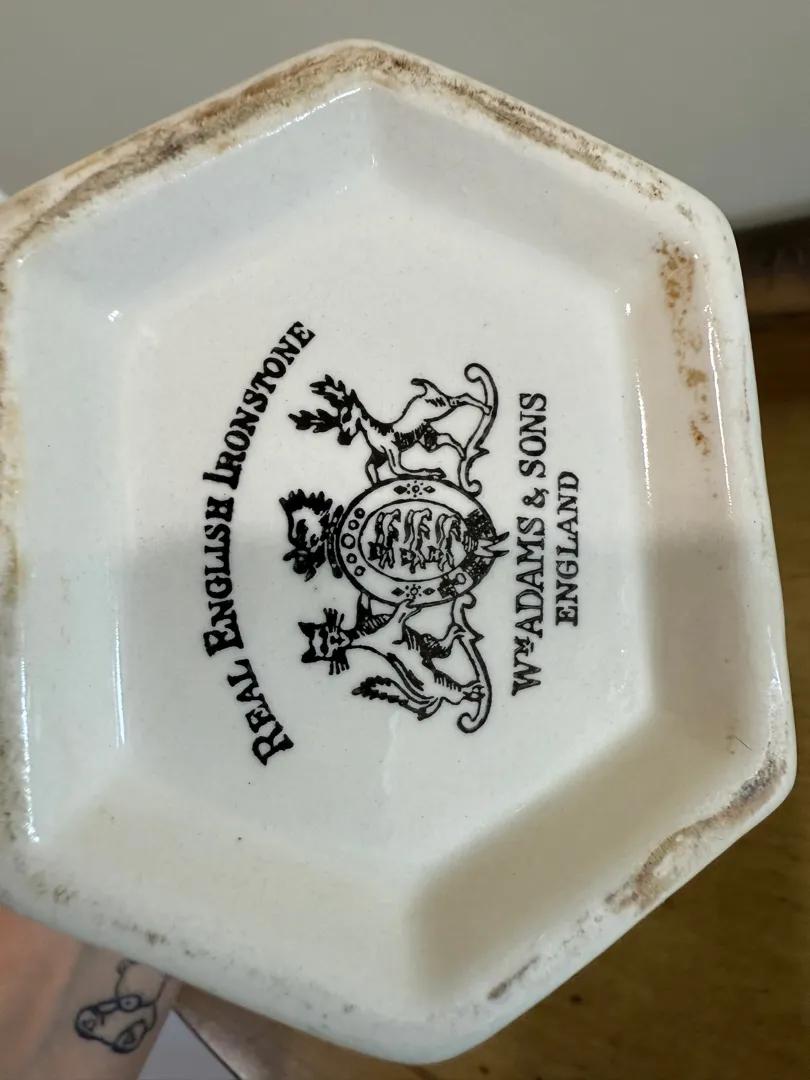 REAL ENGLISH IRONSTONE
Wm ADAMS & SONS
ENGLAND